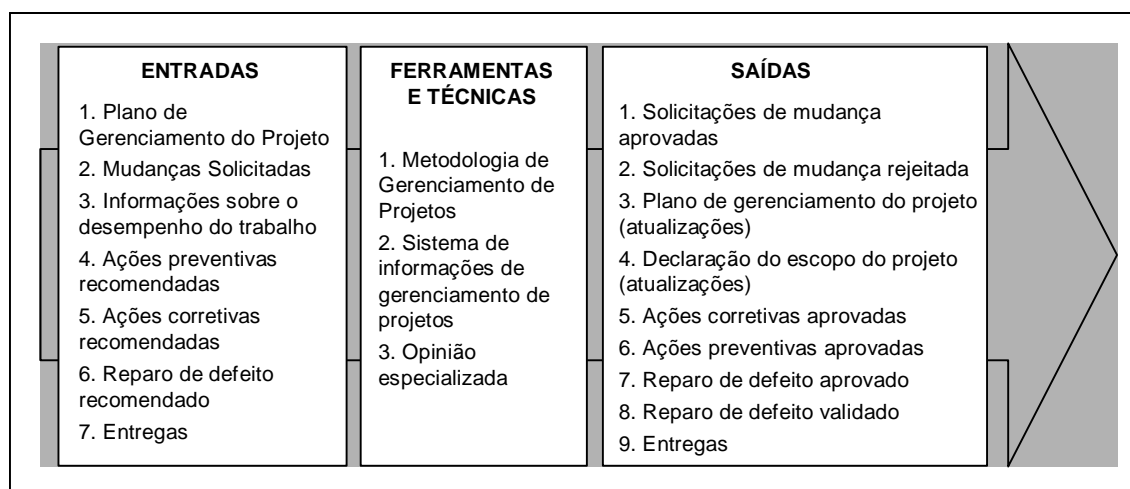 ENTRADAS
1. Plano de
Gerenciamento do Projeto
2. Mudanças Solicitadas
3. Informações sobre o
desempenho do trabalho
4. Ações preventivas
recomendadas
5. Ações corretivas
recomendadas
6. Reparo de defeito
recomendado
7. Entregas
FERRAMENTAS
E TÉCNICAS
1. Metodologia de
Gerenciamento de
Projetos
2. Sistema de
informações de
gerenciamento de
projetos
3. Opinião
especializada
SAÍDAS
1. Solicitações de mudança
aprovadas
2. Solicitações de mudança rejeitada
3. Plano de gerenciamento do projeto
(atualizações)
4. Declaração do escopo do projeto
(atualizações)
5. Ações corretivas aprovadas
6. Ações preventivas aprovadas
7. Reparo de defeito aprovado
8. Reparo de defeito validado
9. Entregas